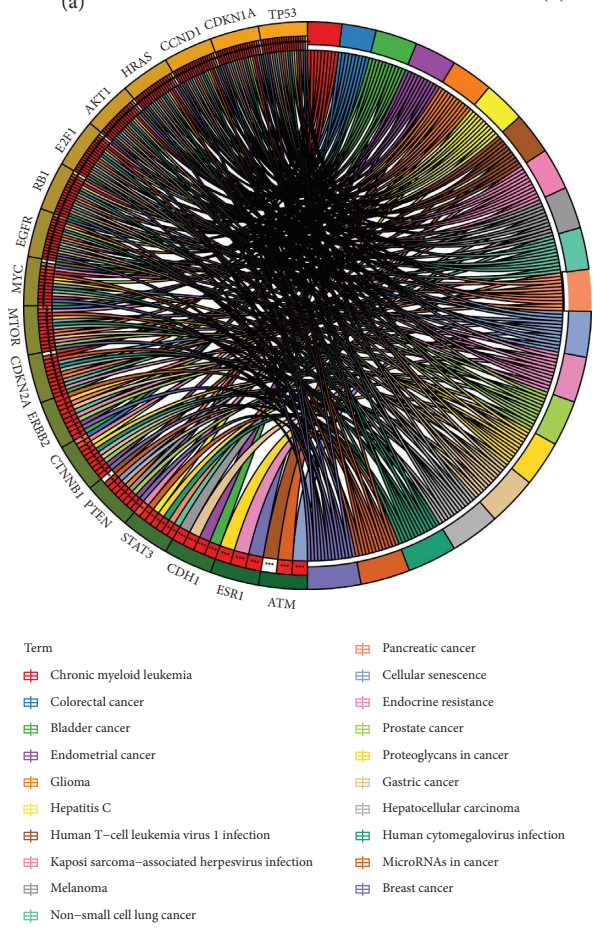 (a)
TP53
CDKN1A
CCND1
HRAS
AKT1
E2F1
RB1
EGFR
MYC
MTOR
CDKN2A
ERBB2
CTNNB1
PTEN
STAT3
CDH1
ESR1
ATM
Term
Chronic myeloid leukemia
Colorectal cancer
Bladder cancer
Endometrial cancer
Glioma
Hepatitis C
Human T−cell leukemia virus 1 infection
Kaposi sarcoma−associated herpesvirus infection
Melanoma
Non−small cell lung cancer
Pancreatic cancer
Cellular senescence
Endocrine resistance
Prostate cancer
Proteoglycans in cancer
Gastric cancer
Hepatocellular carcinoma
Human cytomegalovirus infection
MicroRNAs in cancer
Breast cancer